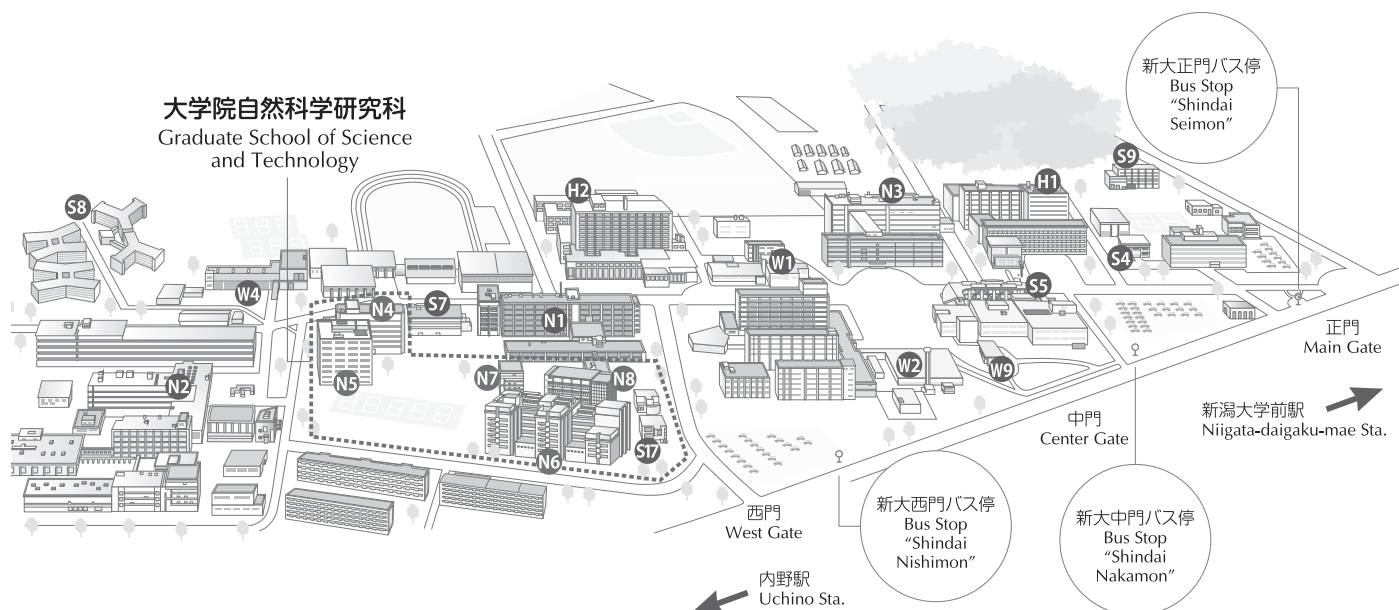 大学院自然科学研究科
Graduate School of Science
and Technology
新大正門バス停
Bus Stop
“Shindai
Seimon”
S8
H2
N3
H1
S9
W4
N4
S7
N1
W1
S5
S4
N2
N5
N7
N8
N6
S17
W2
W9
正門
Main Gate
中門
Center Gate
新潟大学前駅
Niigata-daigaku-mae Sta.
西門
West Gate
新大西門バス停
Bus Stop
“Shindai
Nishimon”
新大中門バス停
Bus Stop
“Shindai
Nakamon”
内野駅
Uchino Sta.